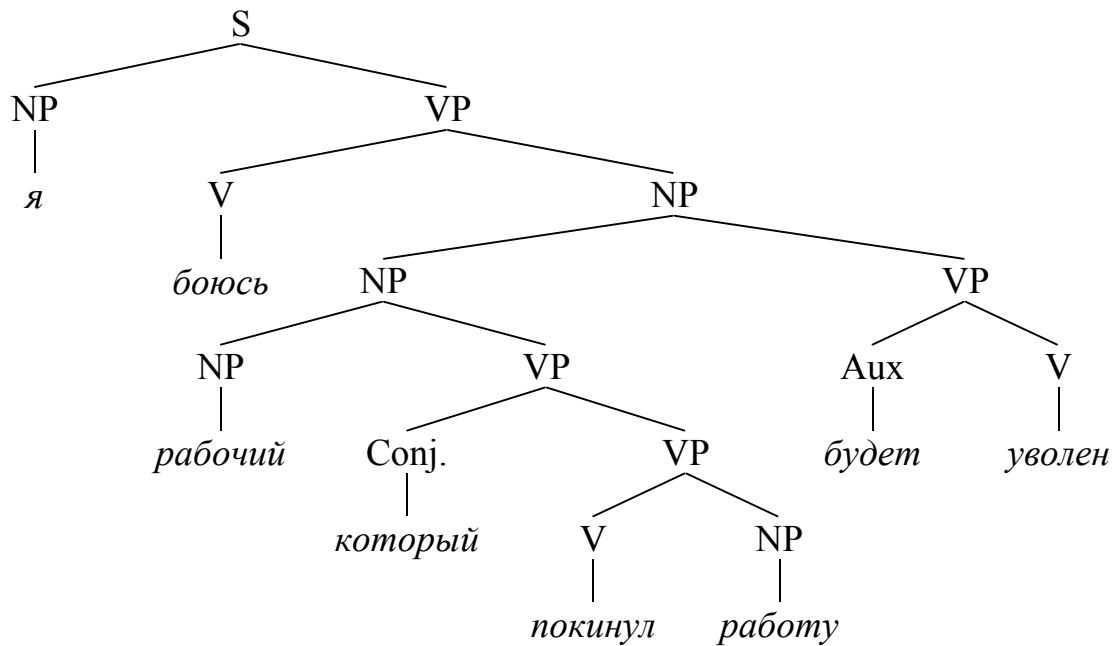 S
NP VP
я V NP
боюсь NP VP
NP VP Aux V
рабочий Conj. VP будет уволен
который V NP
покинул работу